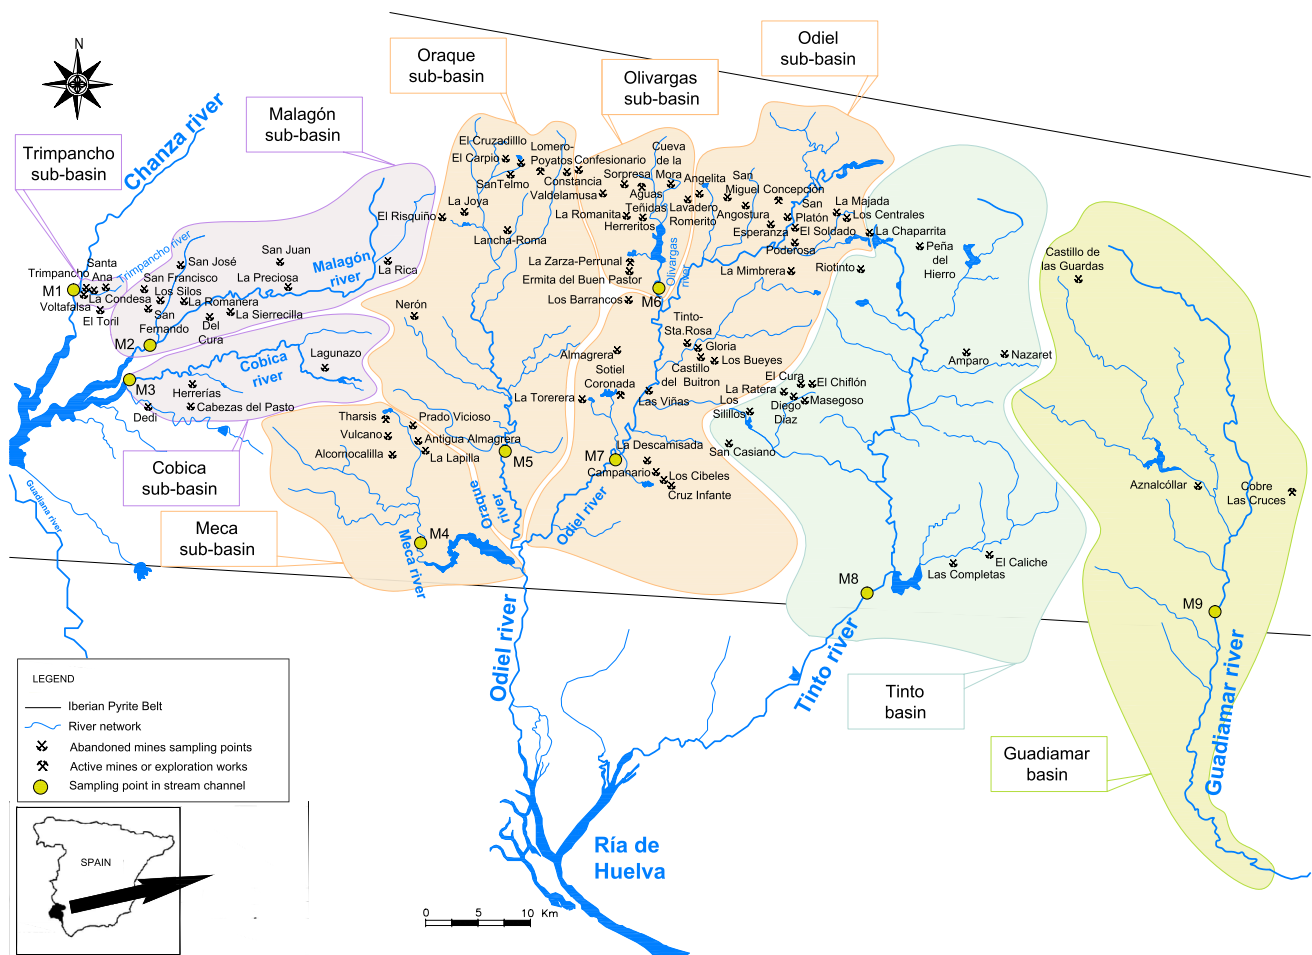 N
Trimpancho
sub-basin
Malagón
sub-basin
Oraque
sub-basin
Olivargas
sub-basin
Odiel
sub-basin
Chanza river
Trimpancho river
Malagón
river
Cobica
river
Guadiana river
Santa
Ana
Trimpancho
M1
Voltafalsa
La Condesa
El Toril
San José
San Francisco
Los Silos
San
Fernando
La Romanera
Del
Cura
La Sierrecilla
San Juan
La Preciosa
La Rica
M2
M3
Dedi
Herrerías
Cabezas del Pasto
Lagunazo
Cobica
sub-basin
Meca
sub-basin
El Cruzadilllo
El Carpio
SanTelmo
Lomero-
Poyatos
Constancia
El Risquiño
La Joya
Lancha-Roma
Nerón
Confesionario
Valdelamusa
Sorpresa
Aguas
Teñidas
Cueva
de la
Mora
La Romanita
Herreritos
La Zarza-Perrunal
Ermita del Buen Pastor
Los Barrancos
Olivargas
river
M6
Angelita
Lavadero
Romerito
San
Miguel
Angostura
Concepción
San
Platón
Esperanza
El Soldado
Poderosa
La Mimbrera
La Majada
Los Centrales
La Chaparrita
Riotinto
Peña
del
Hierro
Castillo de
las Guardas
Tinto-
Sta.Rosa
Gloria
Los Bueyes
Castillo
del
Buitron
Almagrera
Sotiel
Coronada
La Torerera
Las Viñas
El Cura
El Chiflón
La Ratera
Masegoso
Diego
Díaz
Los
Silillos
San Casiano
Amparo
Nazaret
Tharsis
Prado Vicioso
Vulcano
Antigua Almagrera
Alcornocalilla
La Lapilla
M5
M7
La Descamisada
Campanario
Los Cibeles
Cruz Infante
Aznalcóllar
Cobre
Las Cruces
M4
Meca river
Oraque
river
Odiel river
Las Completas
El Caliche
M8
M9
Odiel river
Tinto river
Guadiamar river
Tinto
basin
Guadiamar
basin
Ría de
Huelva
LEGEND
Iberian Pyrite Belt
River network
Abandoned mines sampling points
Active mines or exploration works
Sampling point in stream channel
SPAIN
0 5 10 Km